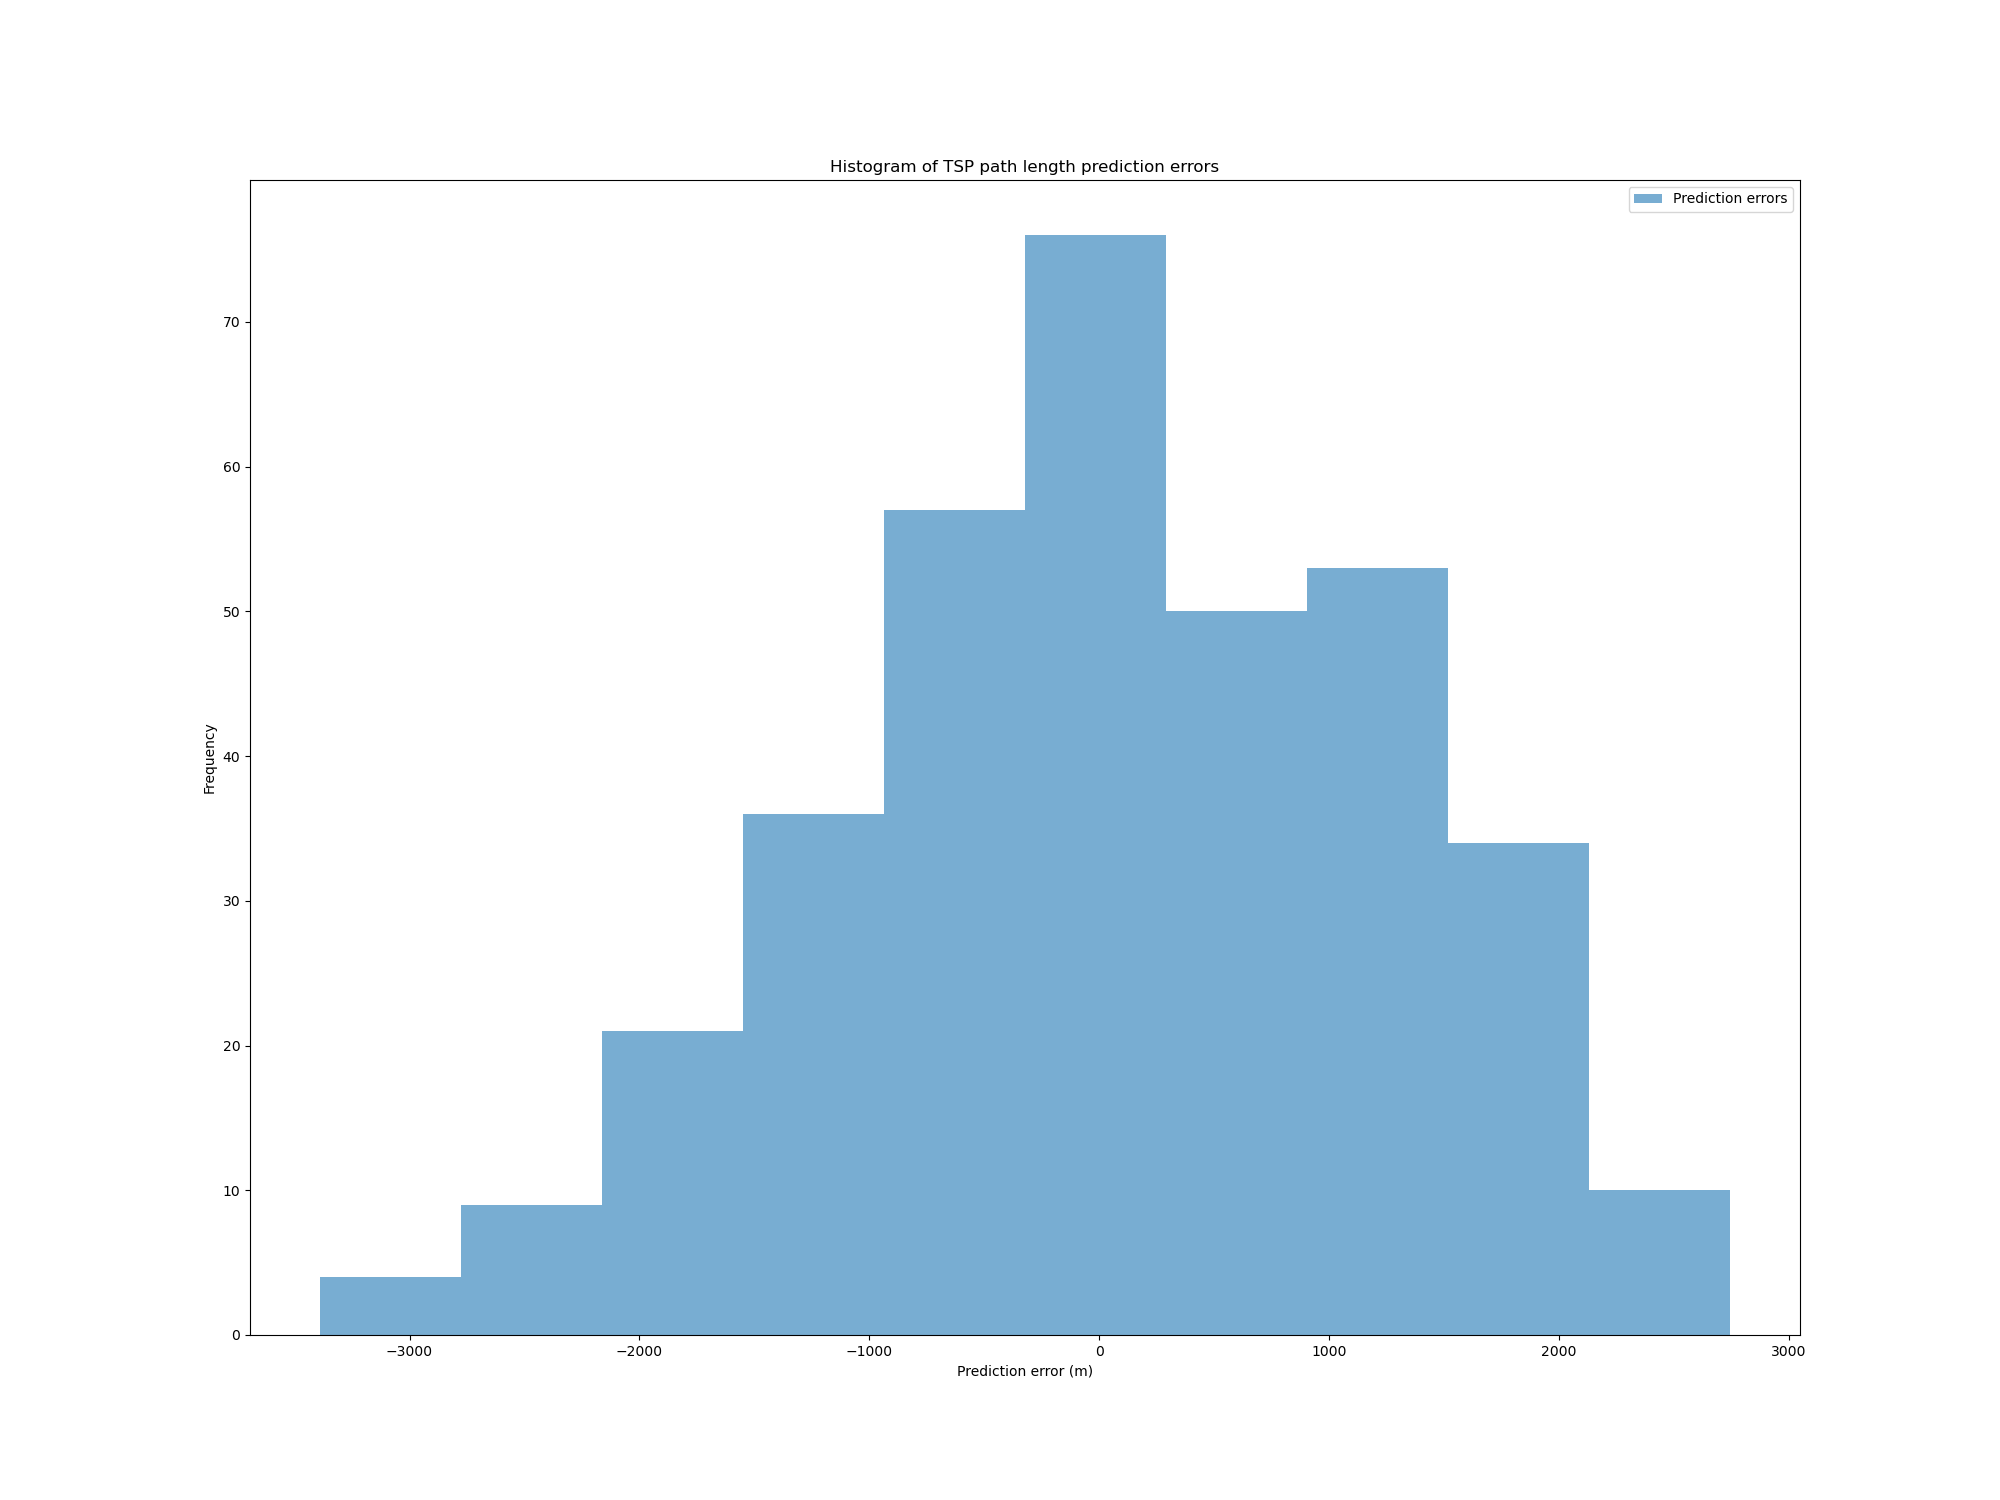 Histogram of TSP path length prediction errors
Prediction errors
70
60
50
40
30
20
10
0
Frequency
−3000 −2000 −1000 0 1000 2000 3000
Prediction error (m)